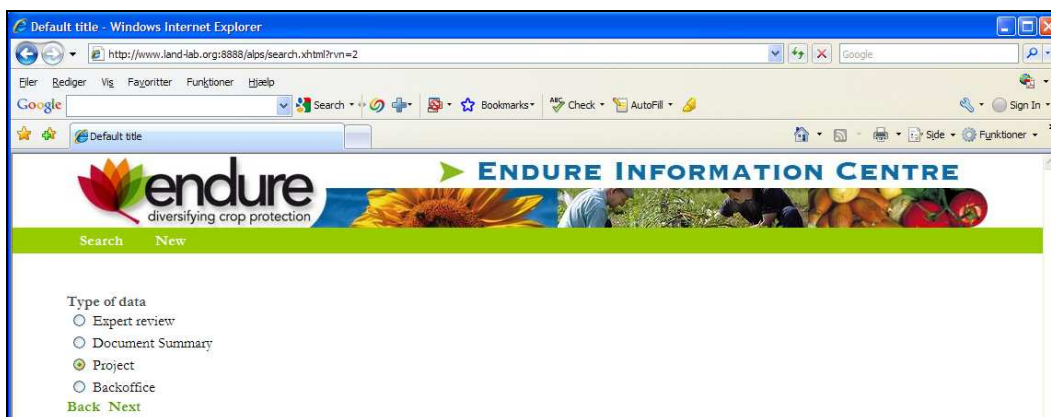 Default title - Windows Internet Explorer
http://www.land-lab.org:8888/alps/search.xhtml?rvn=2
Google
Filer Rediger Vis Favoritter Funktioner Hjælp
Google Search Bookmarks ABC Check AutoFill Sign In
Default title Side Funktioner
endure
diversifying crop protection
ENDURE INFORMATION CENTRE
Search New
Type of data
Expert review
Document Summary
Project
Backoffice
Back Next